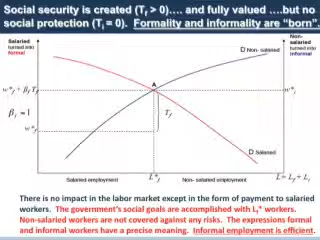 Social security is created (Tf > 0)…. and fully valued ….but no
social protection (Ti = 0).  Formality and informality are “born”.
Salaried
turned into
formal
Non-
salaried
turned into
informal
D Non- salaried
A
w*f + βf Tf
w*i
βf = 1
Tf
w*f
D Salaried
Salaried employment
L*f
Non- salaried employment
L = Lf + Li
There is no impact in the labor market except in the form of payment to salaried
workers.  The government’s social goals are accomplished with Lf* workers.
Non-salaried workers are not covered against any risks.  The expressions formal
and informal workers have a precise meaning.  Informal employment is efficient.